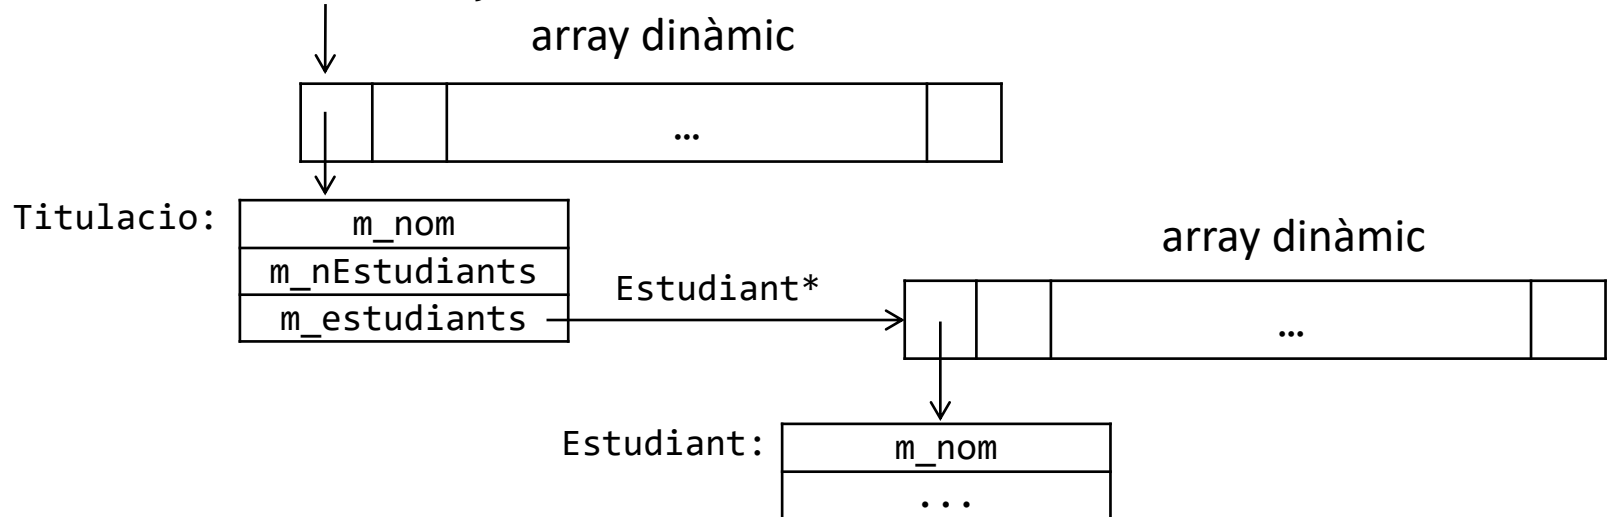 array dinàmic
…
Titulacio:
m_nom
m_nEstudiants
m_estudiants
Estudiant*
array dinàmic
…
Estudiant:
m_nom
...